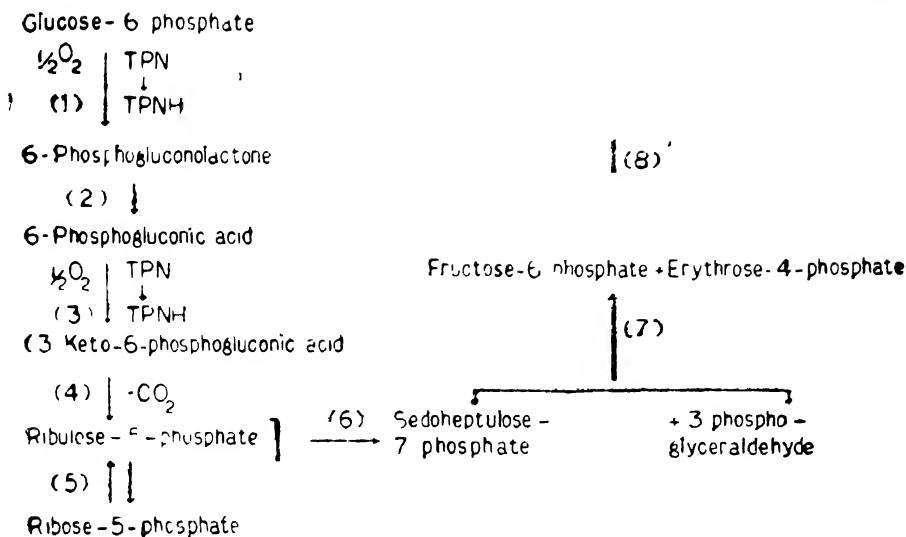 Glucose-6 phosphate
½O₂ TPN
(1) TPNH
6-Phosphogluconolactone
(2)
6-Phosphogluconic acid
½O₂ TPN
(3) TPNH
(3 Keto-6-phosphogluconic acid
(4) -CO₂
Ribulose-5-phosphate
(5)
Ribose-5-phosphate
(6)
Sedoheptulose-
7 phosphate
+ 3 phospho-
glyceraldehyde
(7)
Fructose-6 phosphate + Erythrose-4-phosphate
(8)